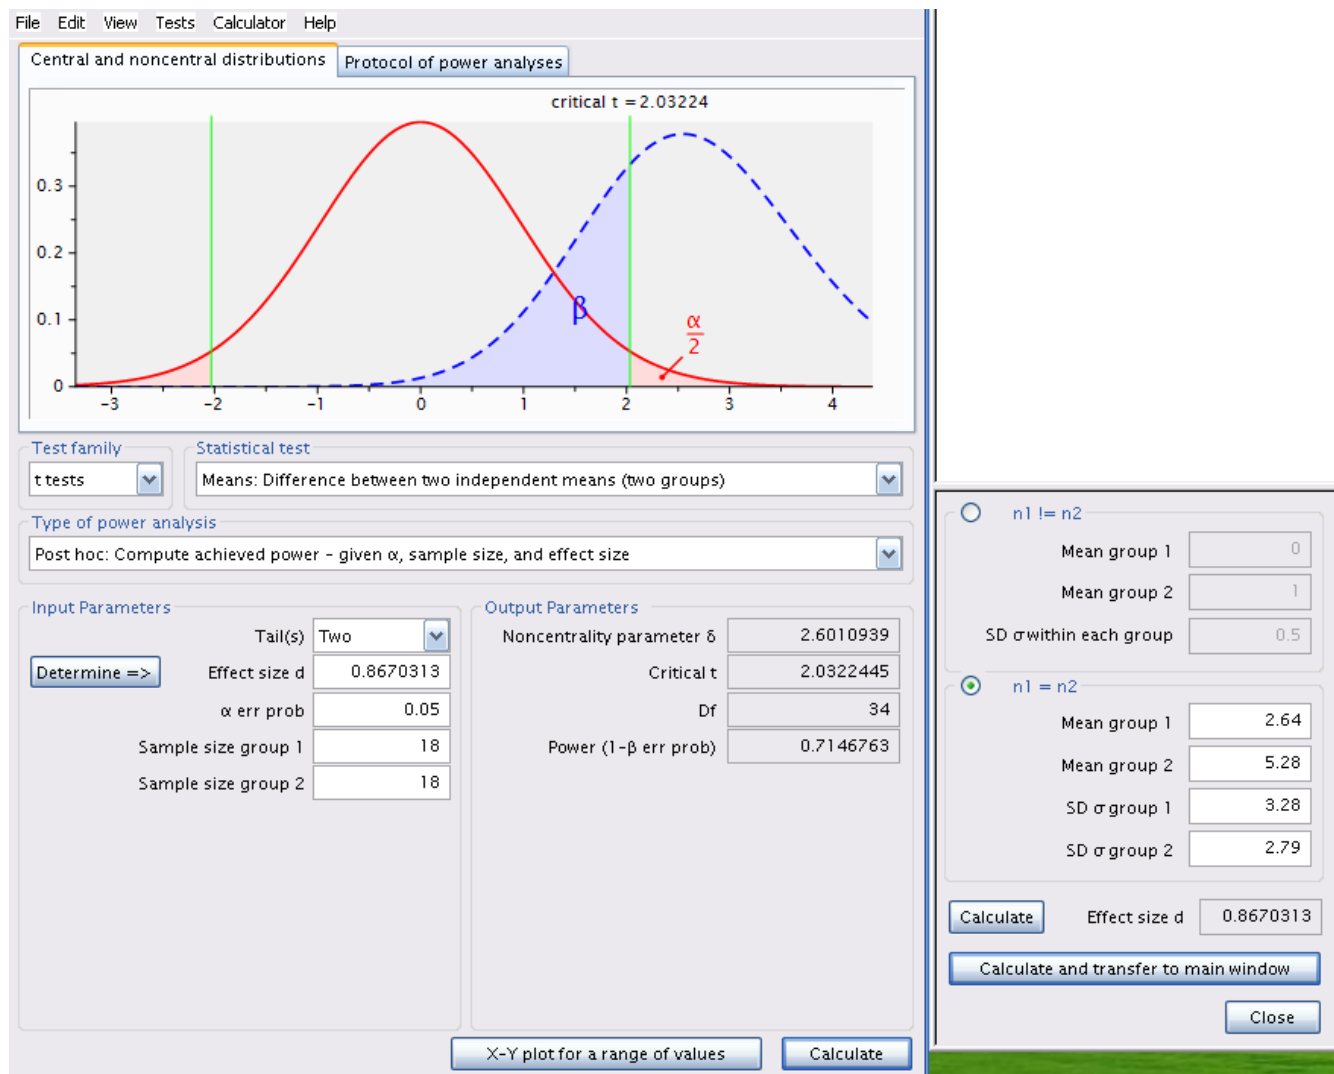 File Edit View Tests Calculator Help
Central and noncentral distributions
Protocol of power analyses
critical t = 2.03224
0.3
0.2
0.1
0
-3
-2
-1
0
1
2
3
4
β
α
2
Test family
Statistical test
t tests
Means: Difference between two independent means (two groups)
Type of power analysis
Post hoc: Compute achieved power – given α, sample size, and effect size
Input Parameters
Tail(s) Two
Determine =>
Effect size d 0.8670313
α err prob 0.05
Sample size group 1 18
Sample size group 2 18
Output Parameters
Noncentrality parameter δ 2.6010939
Critical t 2.0322445
Df 34
Power (1-β err prob) 0.7146763
X-Y plot for a range of values
Calculate
n1 != n2
Mean group 1 0
Mean group 2 1
SD σ within each group 0.5
n1 = n2
Mean group 1 2.64
Mean group 2 5.28
SD σ group 1 3.28
SD σ group 2 2.79
Calculate
Effect size d 0.8670313
Calculate and transfer to main window
Close